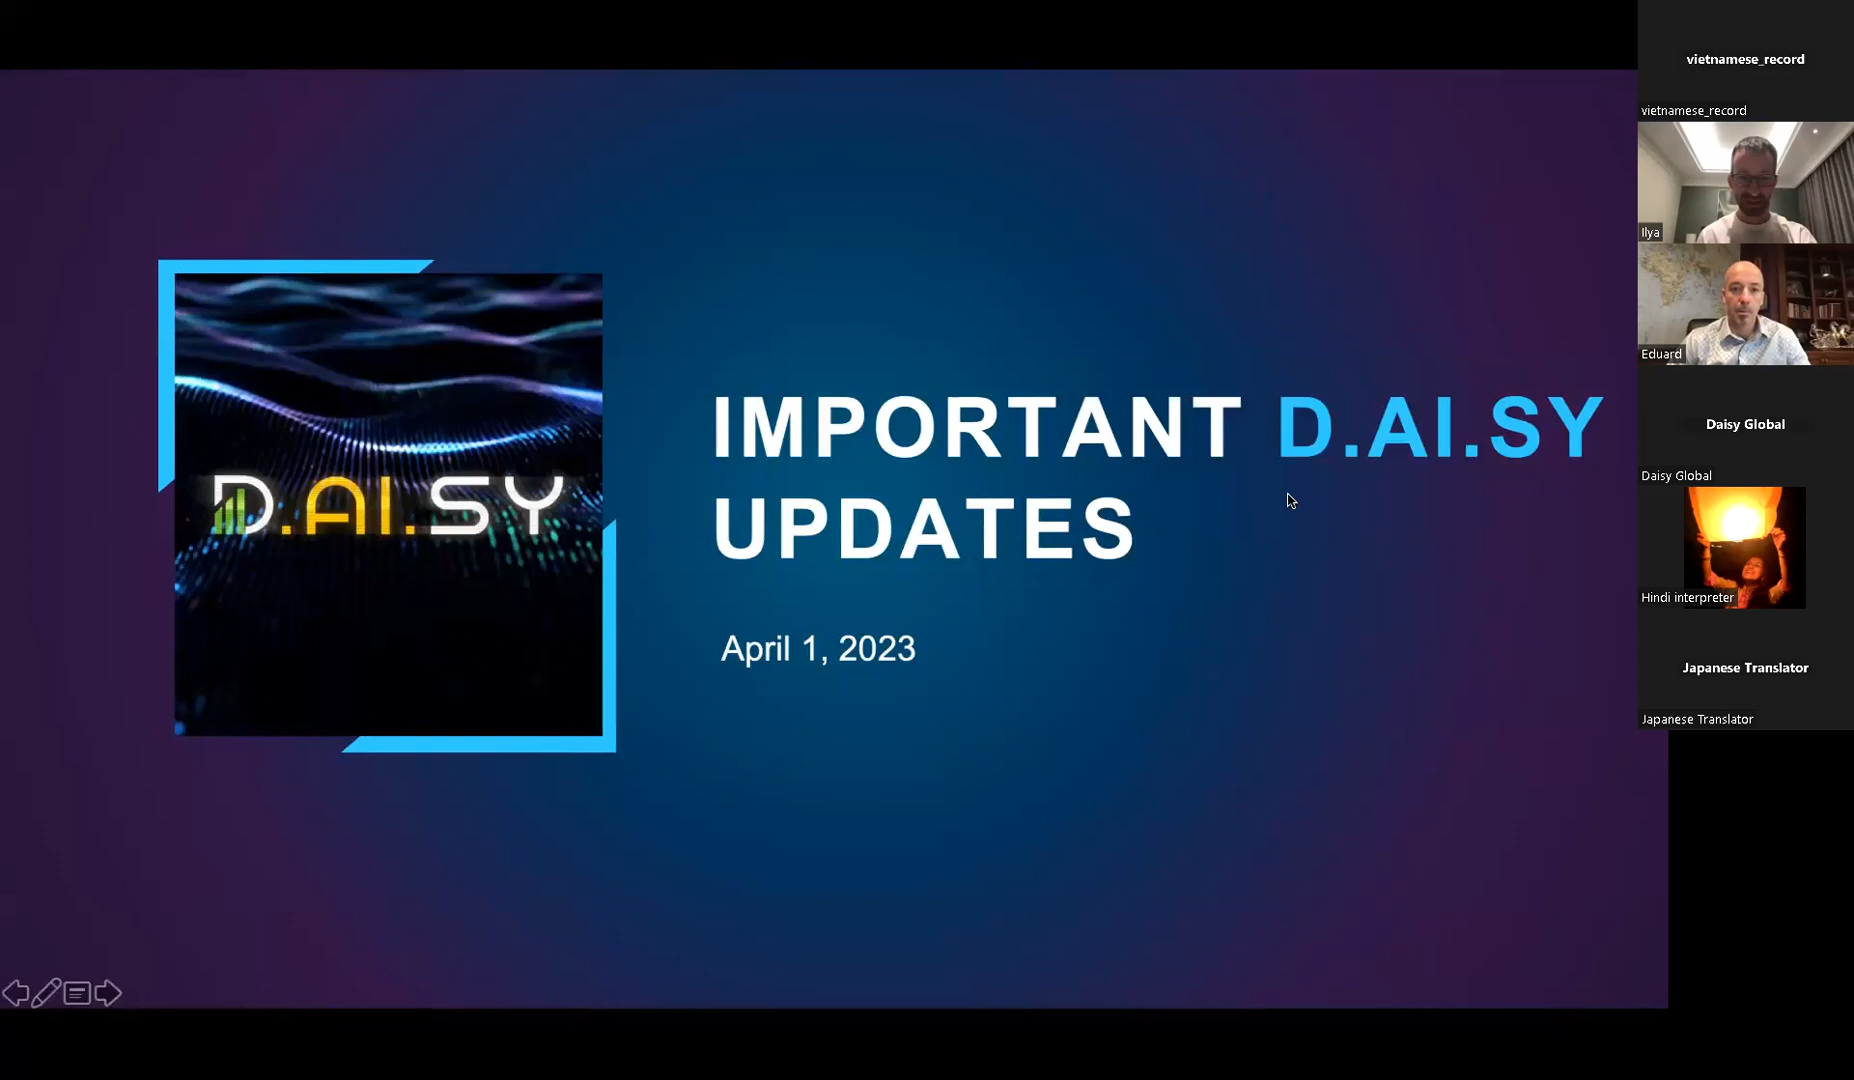 D.AI.SY
IMPORTANT D.AI.SY
UPDATES
April 1, 2023
vietnamese_record
vietnamese_record
Ilya
Eduard
Daisy Global
Daisy Global
Hindi interpreter
Japanese Translator
Japanese Translator